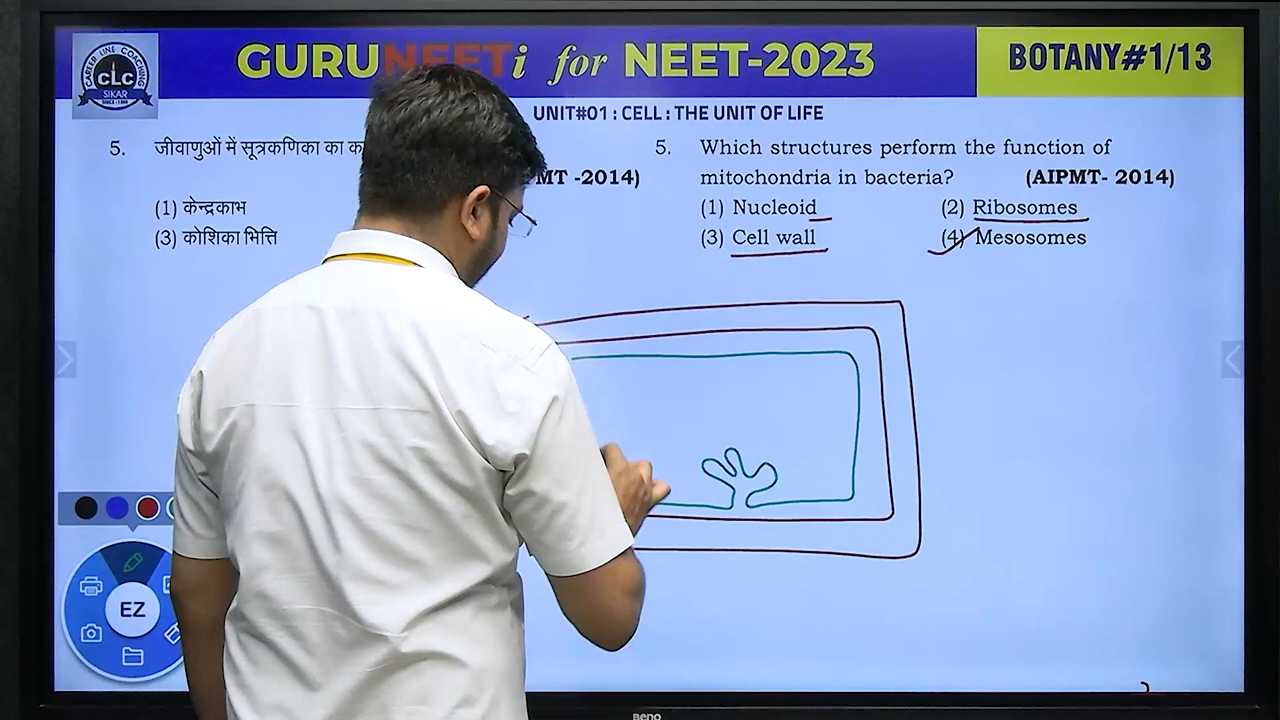 CAREER LINE COACHING
CLC
SIKAR
GURUNEETi for NEET-2023
BOTANY#1/13
UNIT#01 : CELL : THE UNIT OF LIFE
5. जीवाणुओं में सूत्रकणिका का
MT -2014)
(1) केन्द्रकाभ
(3) कोशिका भित्ति
5. Which structures perform the function of
mitochondria in bacteria? (AIPMT- 2014)
(1) Nucleoid (2) Ribosomes
(3) Cell wall (4) Mesosomes
EZ
BenQ